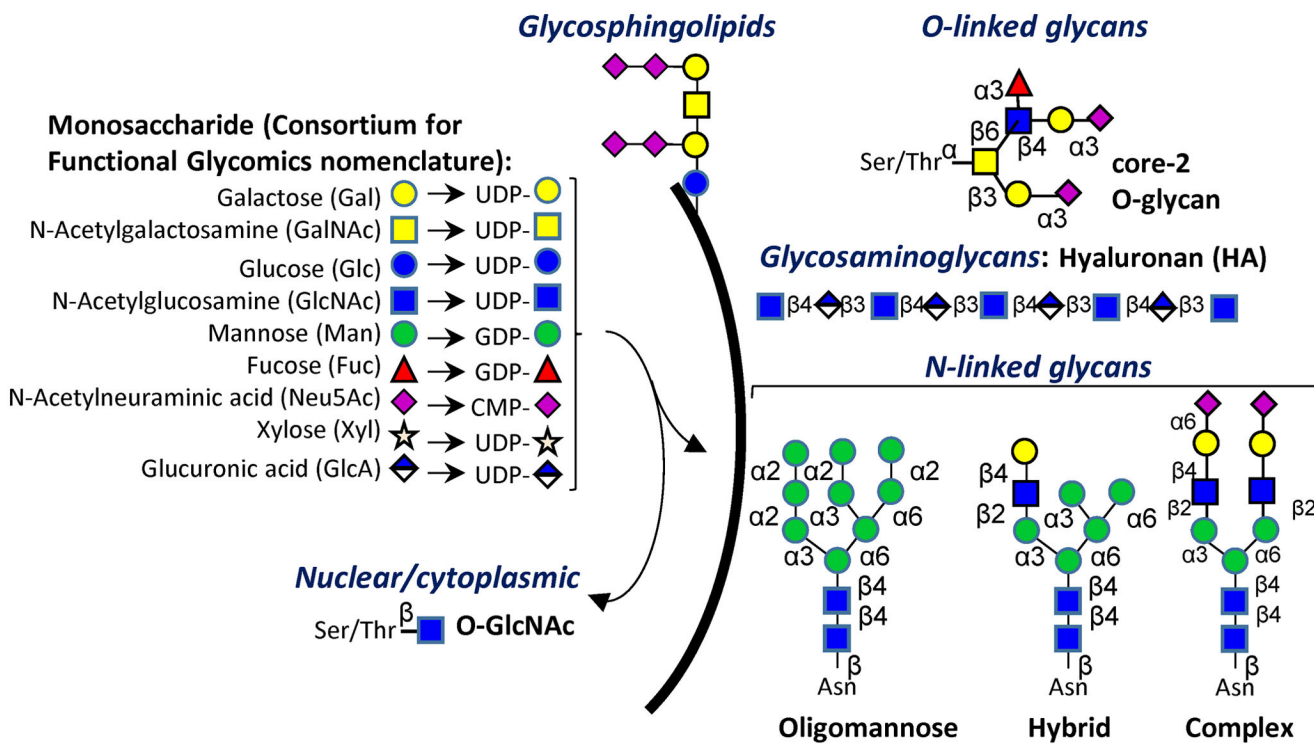 Glycosphingolipids
O-linked glycans
Monosaccharide (Consortium for
Functional Glycomics nomenclature):
Galactose (Gal) UDP-
N-Acetylgalactosamine (GalNAc) UDP-
Glucose (Glc) UDP-
N-Acetylglucosamine (GlcNAc) UDP-
Mannose (Man) GDP-
Fucose (Fuc) GDP-
N-Acetylneuraminic acid (Neu5Ac) CMP-
Xylose (Xyl) UDP-
Glucuronic acid (GlcA) UDP-
Nuclear/cytoplasmic
β
Ser/Thr O-GlcNAc
α3
β6 β4 α3
Ser/Thr α core-2
β3 O-glycan
α3
Glycosaminoglycans: Hyaluronan (HA)
β4 β3 β4 β3 β4 β3 β4 β3
N-linked glycans
α2 α2 α2
α2 α3 α6
α3 α6
β4
β4
β
Asn
Oligomannose
β4
β2 α3 α6
α3 α6
β4
β4
β
Asn
Hybrid
α6
β4
β2 β2
α3 α6
β4
β4
β
Asn
Complex